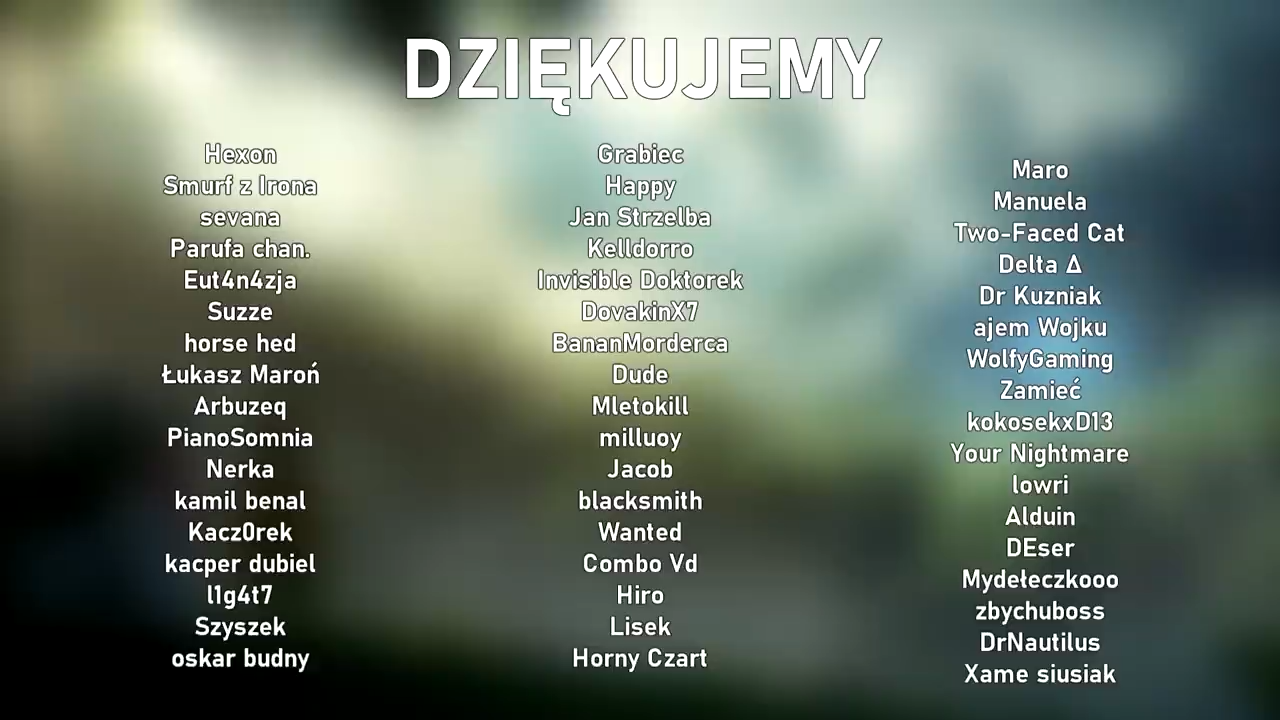 DZIĘKUJEMY
Hexon
Smurf z Irona
sevana
Parufa chan.
Eut4n4zja
Suzze
horse hed
Łukasz Maroń
Arbuzeq
PianoSomnia
Nerka
kamil benal
Kacz0rek
kacper dubiel
l1g4t7
Szyszek
oskar budny
Grabiec
Happy
Jan Strzelba
Kelldorro
Invisible Doktorek
DovakinX7
BananMorderca
Dude
Mletokill
milluoy
Jacob
blacksmith
Wanted
Combo Vd
Hiro
Lisek
Horny Czart
Maro
Manuela
Two-Faced Cat
Delta Δ
Dr Kuzniak
ajem Wojku
WolfyGaming
Zamieć
kokosekxD13
Your Nightmare
lowri
Alduin
DEser
Mydełeczkooo
zbychuboss
DrNautilus
Xame siusiak